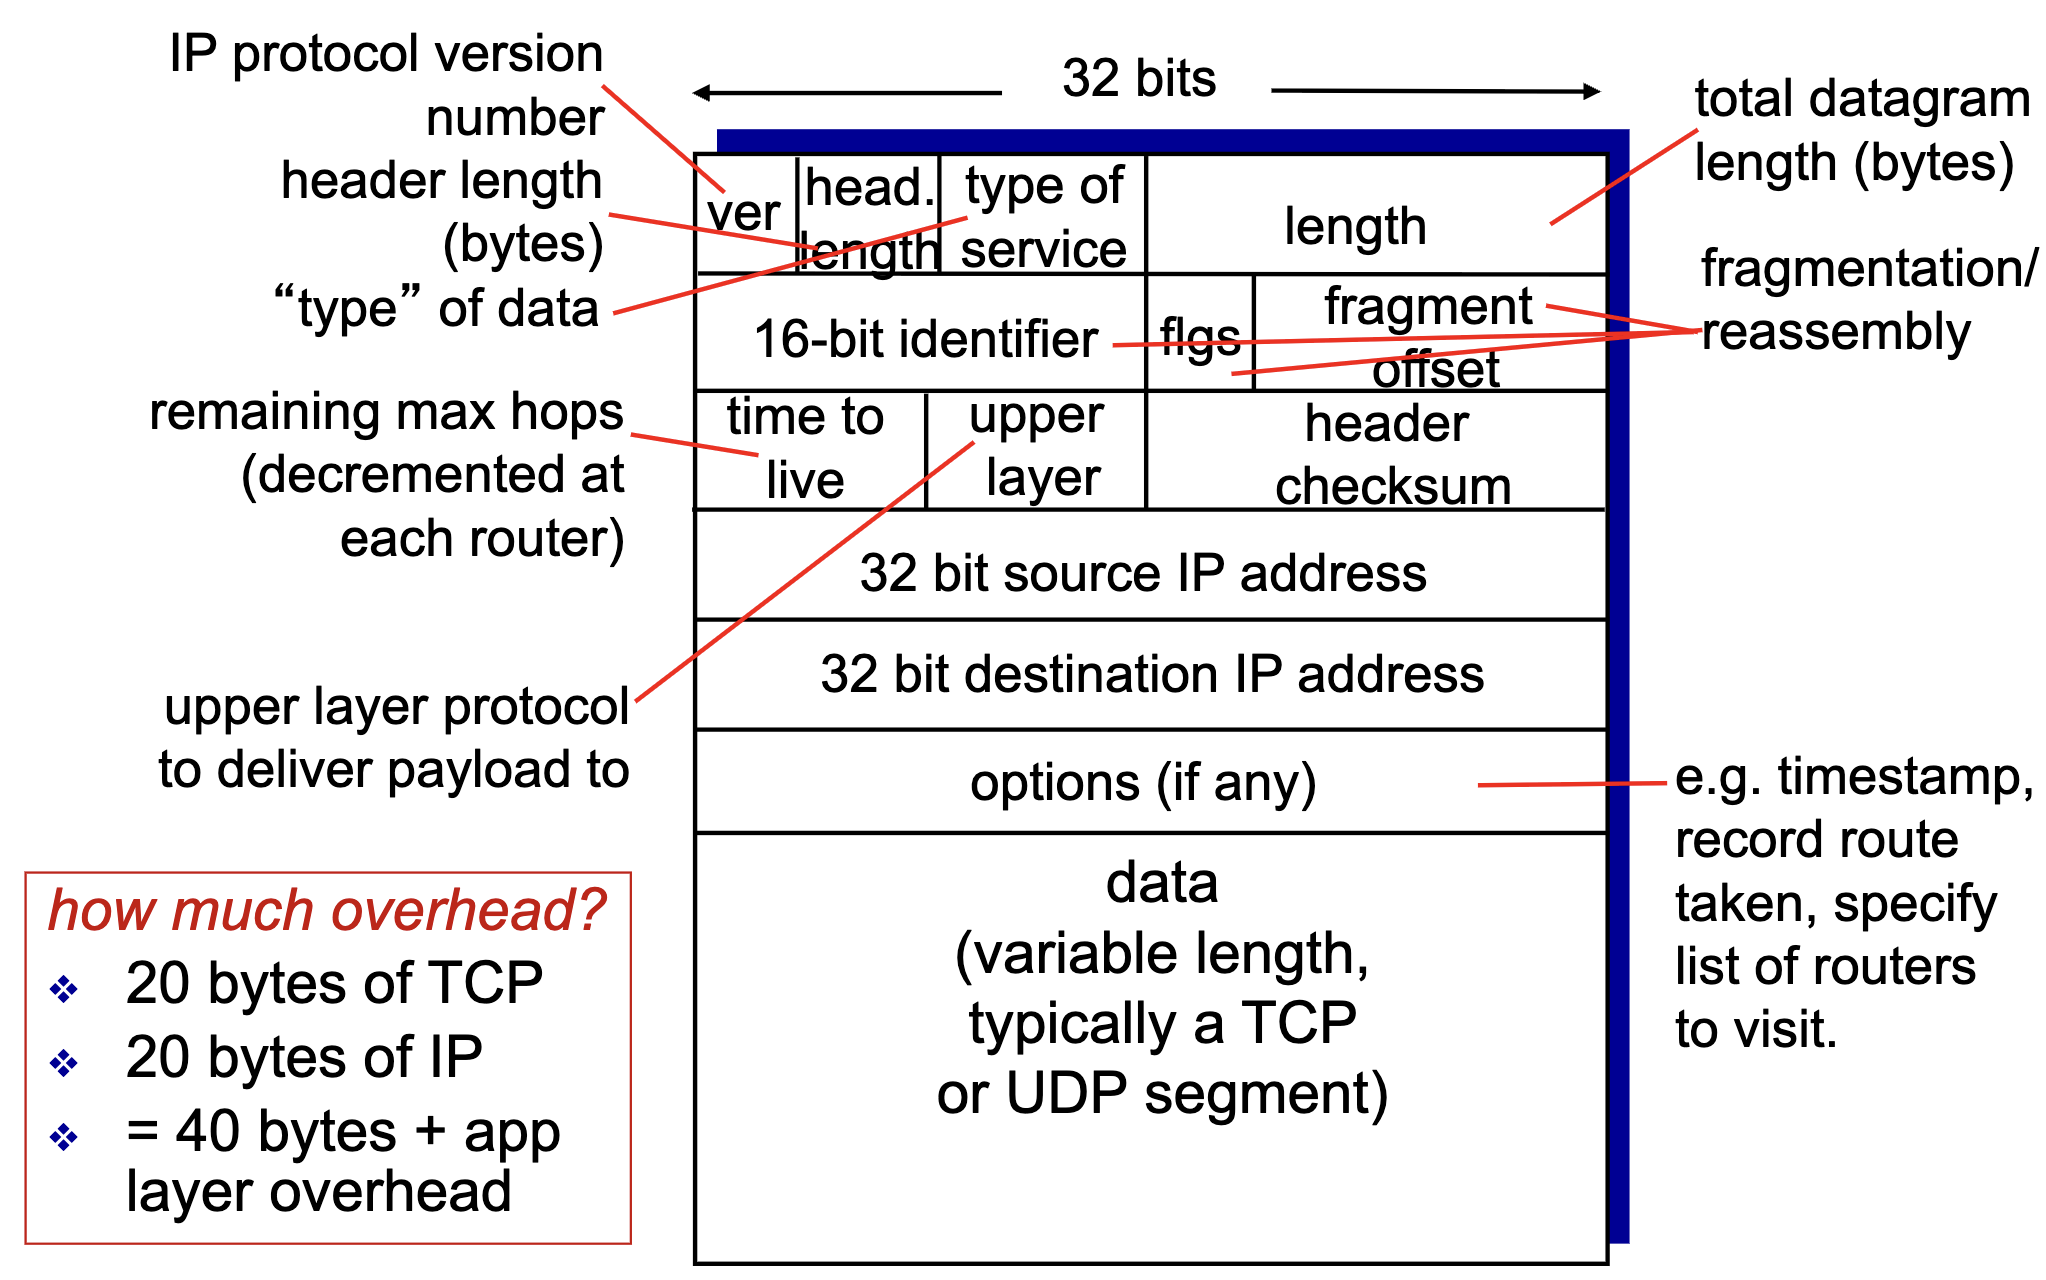 IP protocol version
number
header length
(bytes)
“type” of data
remaining max hops
(decremented at
each router)
upper layer protocol
to deliver payload to
how much overhead?
❖ 20 bytes of TCP
❖ 20 bytes of IP
❖ = 40 bytes + app
layer overhead
32 bits
ver
head.
length
type of
service
length
16-bit identifier
flgs
fragment
offset
time to
live
upper
layer
header
checksum
32 bit source IP address
32 bit destination IP address
options (if any)
data
(variable length,
typically a TCP
or UDP segment)
total datagram
length (bytes)
fragmentation/
reassembly
e.g. timestamp,
record route
taken, specify
list of routers
to visit.